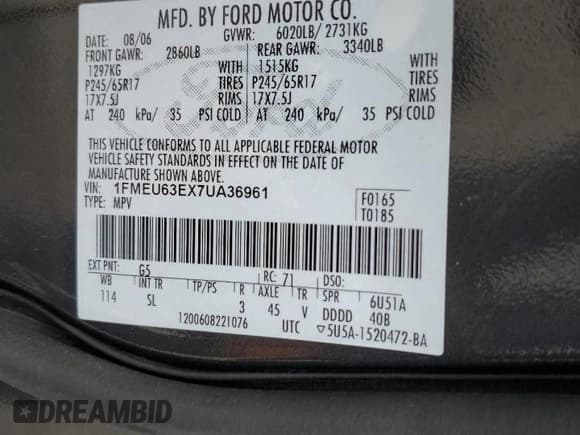 MFD. BY FORD MOTOR CO.
DATE: 08/06 GVWR: 6020LB/ 2731KG
FRONT GAWR: 2860LB REAR GAWR: 3340LB
1297KG WITH 1515KG WITH
P245/65R17 TIRES P245/65R17 TIRES
17X7.5J RIMS 17X7.5J RIMS
AT 240 kPa/ 35 PSI COLD AT 240 kPa/ 35 PSI COLD
Ford
THIS VEHICLE CONFORMS TO ALL APPLICABLE FEDERAL MOTOR
VEHICLE SAFETY STANDARDS IN EFFECT ON THE DATE OF
MANUFACTURE SHOWN ABOVE.
VIN: 1FMEU63EX7UA36961
TYPE: MPV
F0165
T0185
EXT PNT: G5 RC: 71 DSO:
WB INT TR TP/PS R AXLE TR SPR 6U51A
114 SL 3 45 V DDDD 40B
1200608221076 UTC ▽5U5A-1520472-BA
DREAMBID